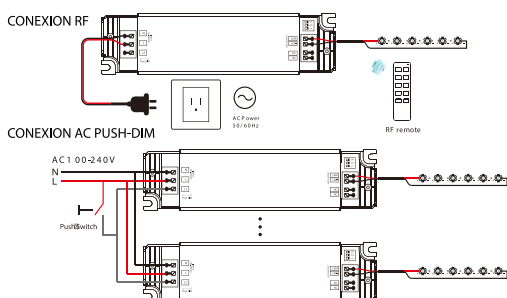 CONEXION RF
AC Power
50/60Hz
RF remote
CONEXION AC PUSH-DIM
AC100-240V
N
L
PushSwitch